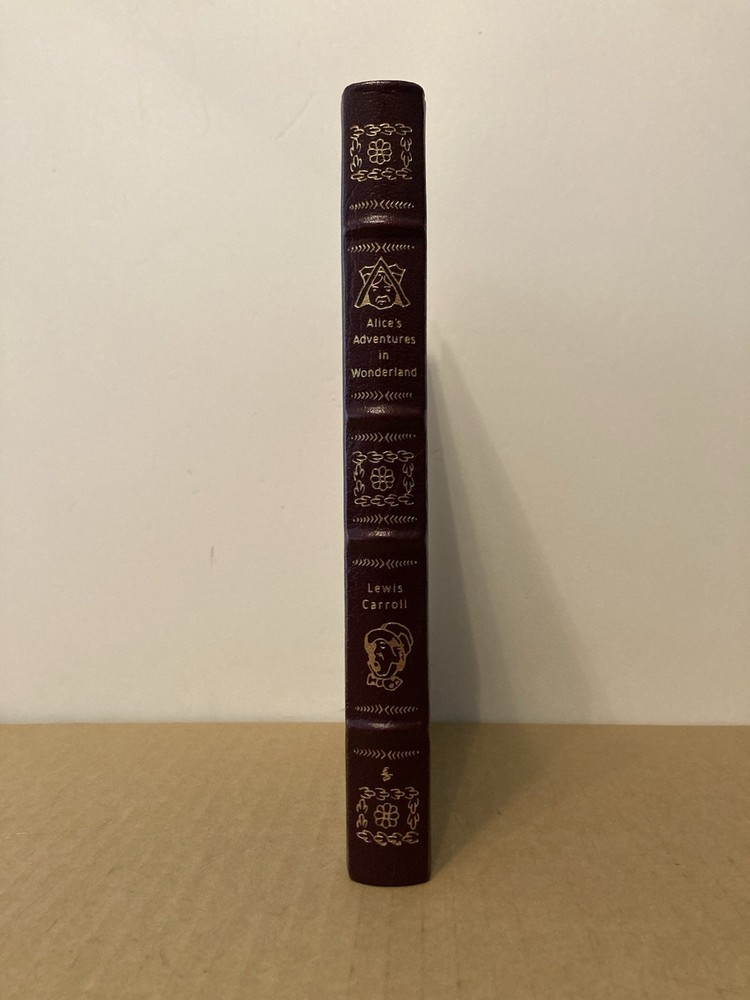 Alice's
Adventures
in
Wonderland
Lewis
Carroll